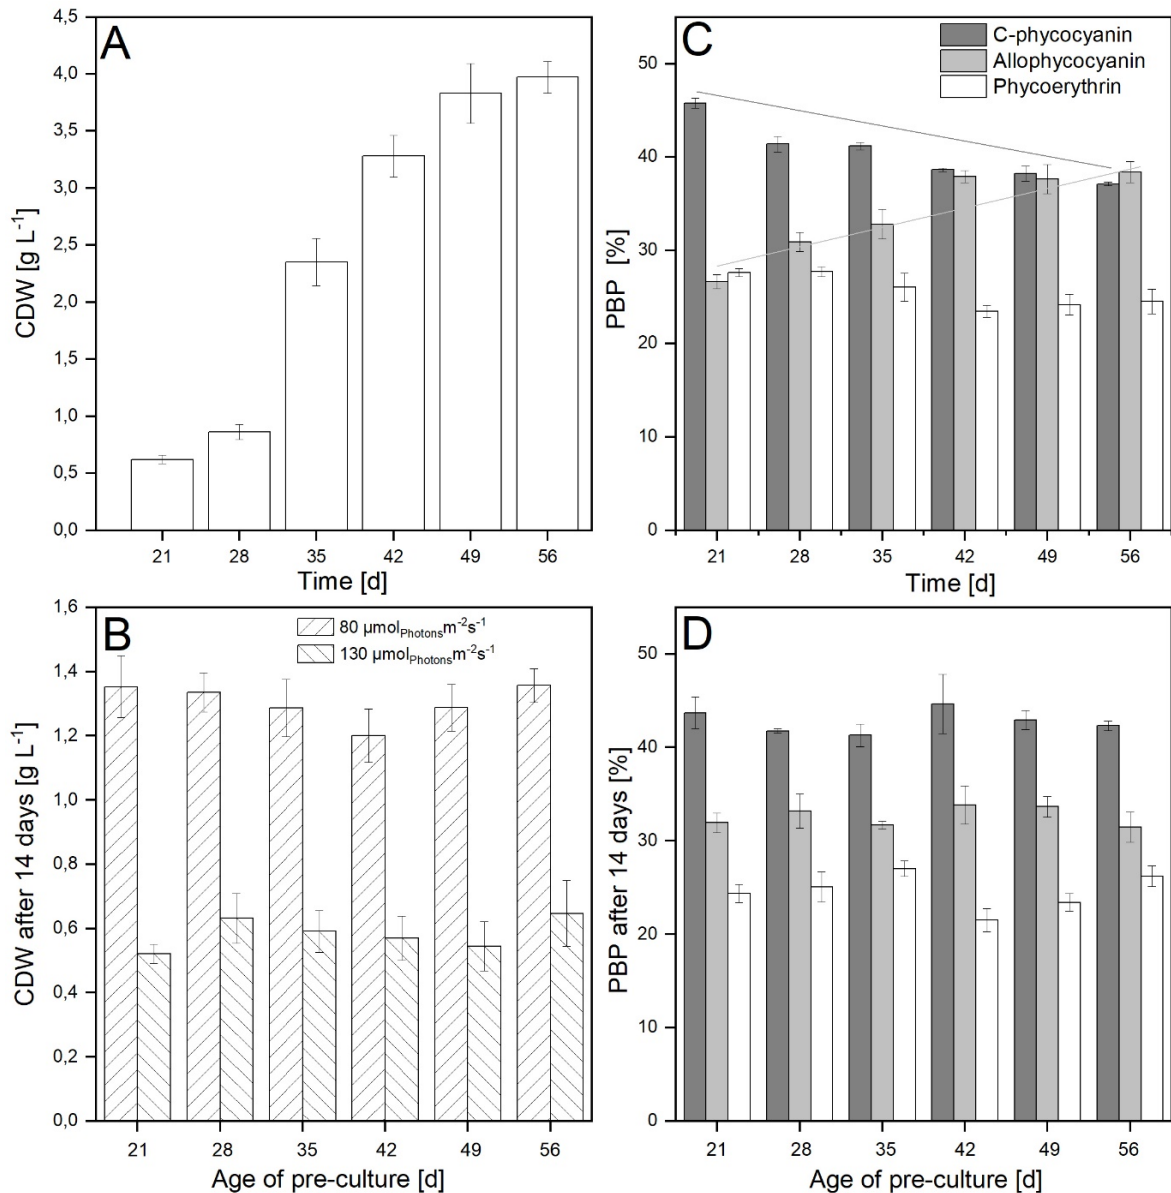 A
CDW [g L⁻¹]
4,5
4,0
3,5
3,0
2,5
2,0
1,5
1,0
0,5
0,0
21 28 35 42 49 56
Time [d]
C
C-phycocyanin
Allophycocyanin
Phycoerythrin
PBP [%]
50
40
30
20
10
0
21 28 35 42 49 56
Time [d]
B
80 µmolPhotonsm⁻²s⁻¹
130 µmolPhotonsm⁻²s⁻¹
CDW after 14 days [g L⁻¹]
1,6
1,4
1,2
1,0
0,8
0,6
0,4
0,2
0,0
21 28 35 42 49 56
Age of pre-culture [d]
D
PBP after 14 days [%]
50
40
30
20
10
0
21 28 35 42 49 56
Age of pre-culture [d]